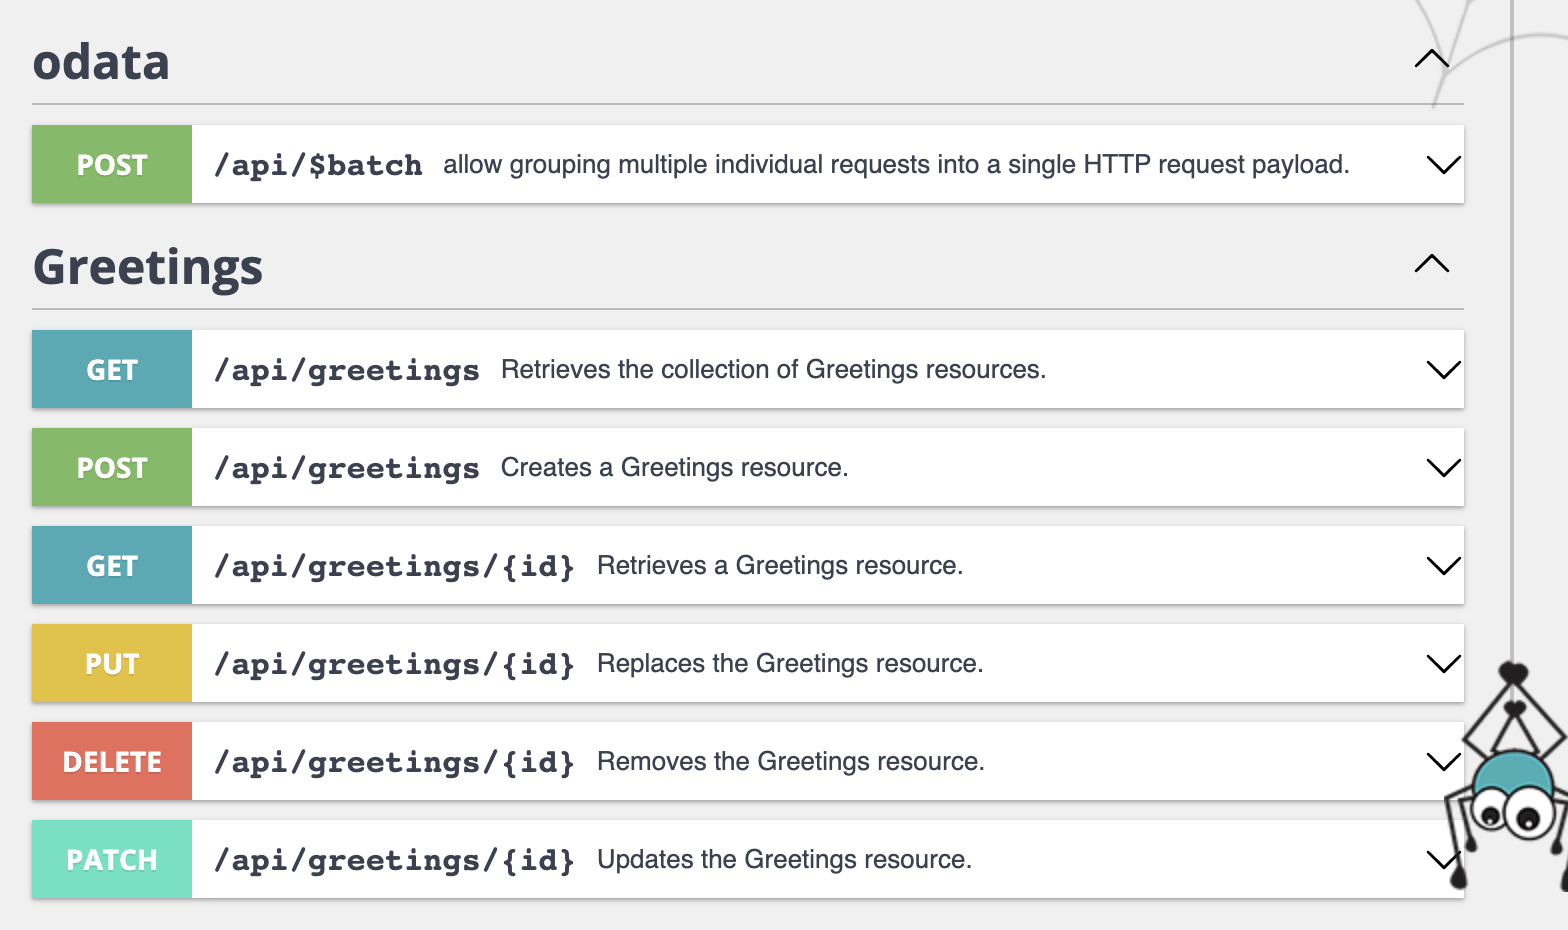 odata
POST /api/$batch allow grouping multiple individual requests into a single HTTP request payload.
Greetings
GET /api/greetings Retrieves the collection of Greetings resources.
POST /api/greetings Creates a Greetings resource.
GET /api/greetings/{id} Retrieves a Greetings resource.
PUT /api/greetings/{id} Replaces the Greetings resource.
DELETE /api/greetings/{id} Removes the Greetings resource.
PATCH /api/greetings/{id} Updates the Greetings resource.